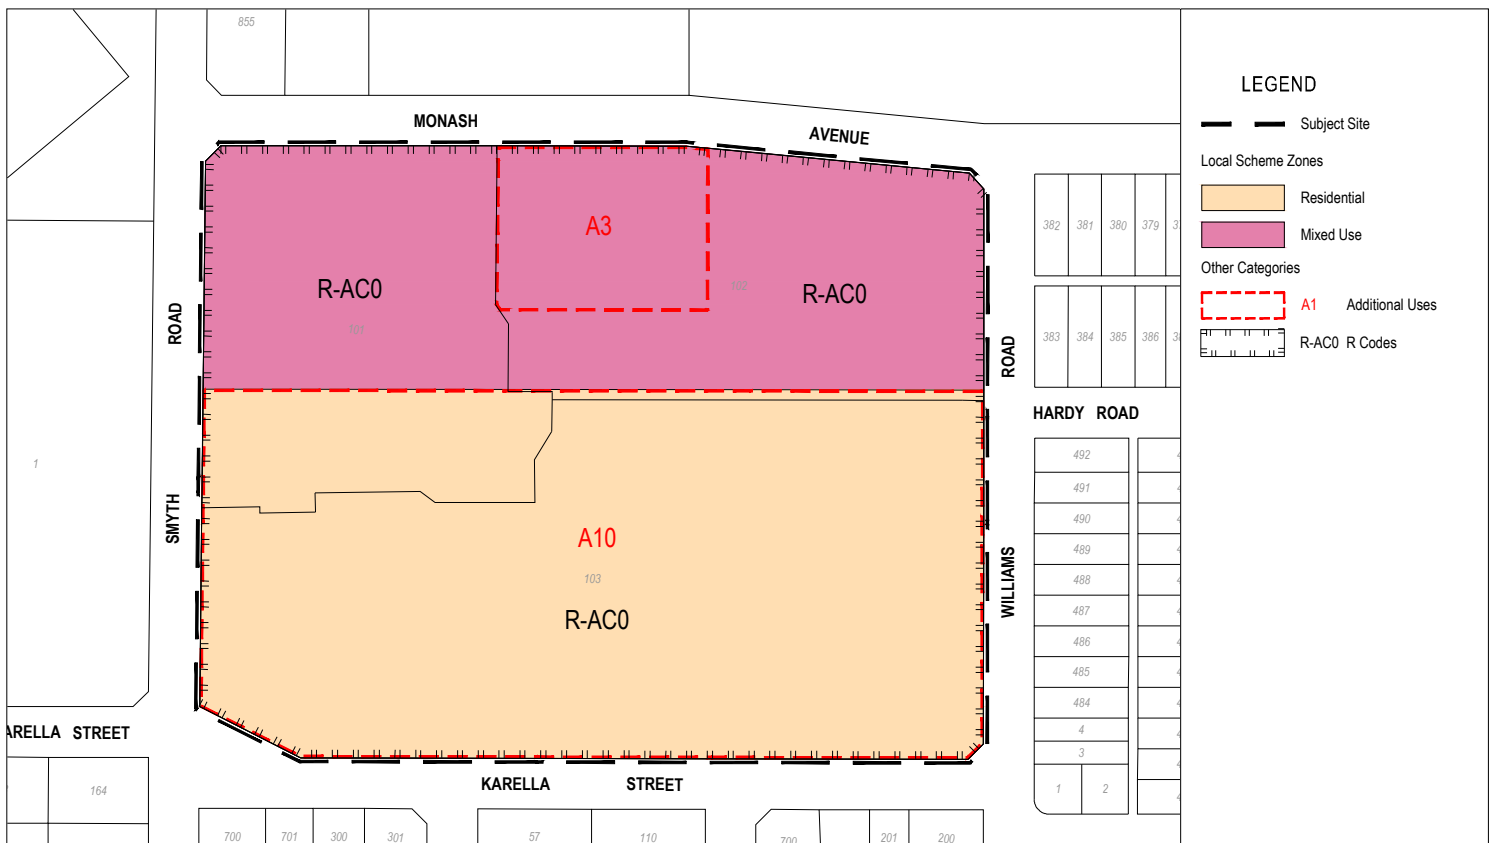 855
MONASH
AVENUE
LEGEND
Subject Site
Local Scheme Zones
Residential
Mixed Use
Other Categories
A1 Additional Uses
R-AC0 R Codes
382 381 380 379
A3
R-AC0
102
R-AC0
101
ROAD
ROAD
383 384 385 386
HARDY ROAD
492
491
490
489
488
487
486
485
484
4
3
1 2
1
SMYTH
A10
103
R-AC0
WILLIAMS
ARELLA STREET
KARELLA STREET
164
700 701 300 301
57 110
700 201 200